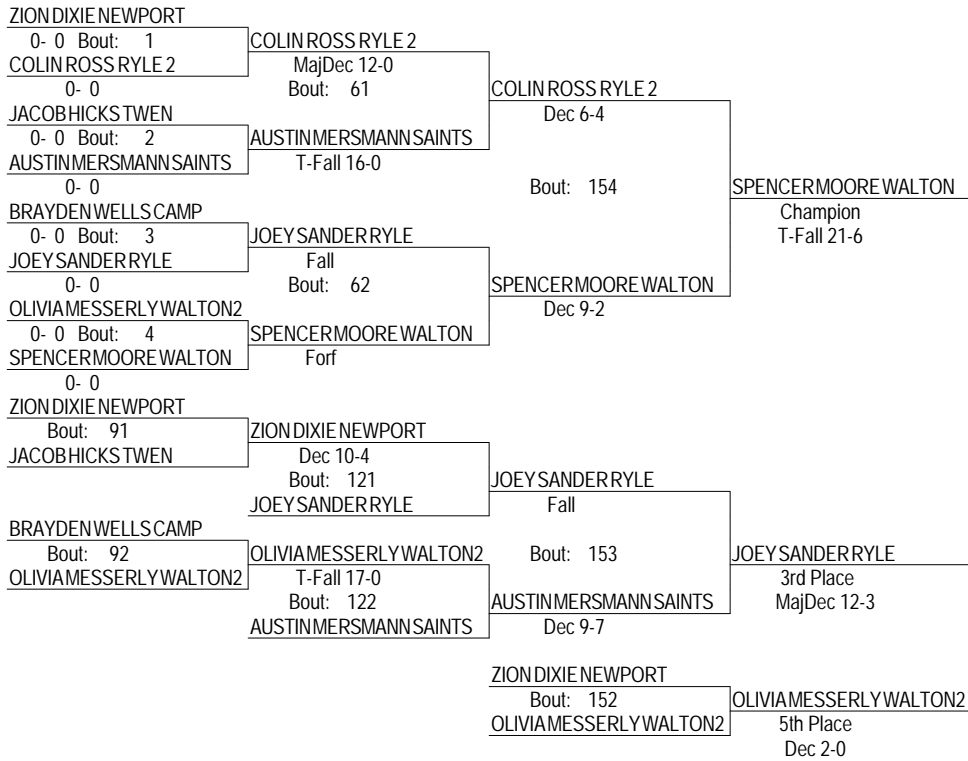 ZION DIXIE NEWPORT
0- 0 Bout: 1 COLIN ROSS RYLE 2
COLIN ROSS RYLE 2 MajDec 12-0
0- 0 Bout: 61 COLIN ROSS RYLE 2
JACOB HICKS TWEN Dec 6-4
0- 0 Bout: 2 AUSTIN MERSMANN SAINTS
AUSTIN MERSMANN SAINTS T-Fall 16-0
0- 0 Bout: 154 SPENCER MOORE WALTON
BRAYDEN WELLS CAMP Champion
0- 0 Bout: 3 JOEY SANDER RYLE T-Fall 21-6
JOEY SANDER RYLE Fall
0- 0 Bout: 62 SPENCER MOORE WALTON
OLIVIA MESSERLY WALTON2 Dec 9-2
0- 0 Bout: 4 SPENCER MOORE WALTON
SPENCER MOORE WALTON Forf
0- 0
ZION DIXIE NEWPORT
Bout: 91 ZION DIXIE NEWPORT
JACOB HICKS TWEN Dec 10-4
Bout: 121 JOEY SANDER RYLE
JOEY SANDER RYLE Fall
BRAYDEN WELLS CAMP
Bout: 92 OLIVIA MESSERLY WALTON2 Bout: 153 JOEY SANDER RYLE
OLIVIA MESSERLY WALTON2 T-Fall 17-0 3rd Place
Bout: 122 AUSTIN MERSMANN SAINTS MajDec 12-3
AUSTIN MERSMANN SAINTS Dec 9-7
ZION DIXIE NEWPORT
Bout: 152 OLIVIA MESSERLY WALTON2
OLIVIA MESSERLY WALTON2 5th Place
Dec 2-0